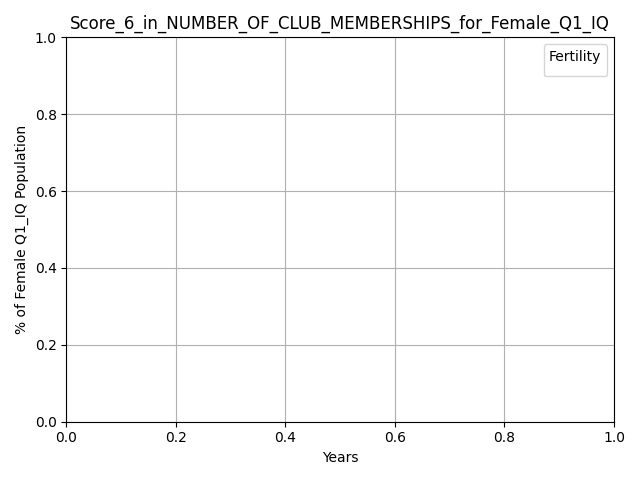 Score_6_in_NUMBER_OF_CLUB_MEMBERSHIPS_for_Female_Q1_IQ
Fertility
% of Female Q1_IQ Population
1.0
0.8
0.6
0.4
0.2
0.0
0.0 0.2 0.4 0.6 0.8 1.0
Years